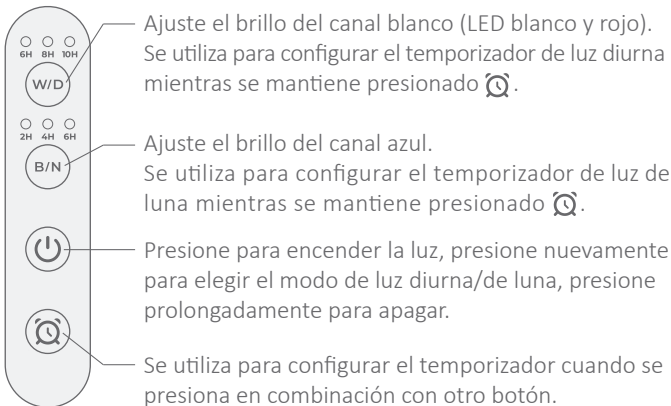 6H 8H 10H
W/D
Ajuste el brillo del canal blanco (LED blanco y rojo).
Se utiliza para configurar el temporizador de luz diurna
mientras se mantiene presionado .
2H 4H 6H
B/N
Ajuste el brillo del canal azul.
Se utiliza para configurar el temporizador de luz de
luna mientras se mantiene presionado .
Presione para encender la luz, presione nuevamente
para elegir el modo de luz diurna/de luna, presione
prolongadamente para apagar.
Se utiliza para configurar el temporizador cuando se
presiona en combinación con otro botón.